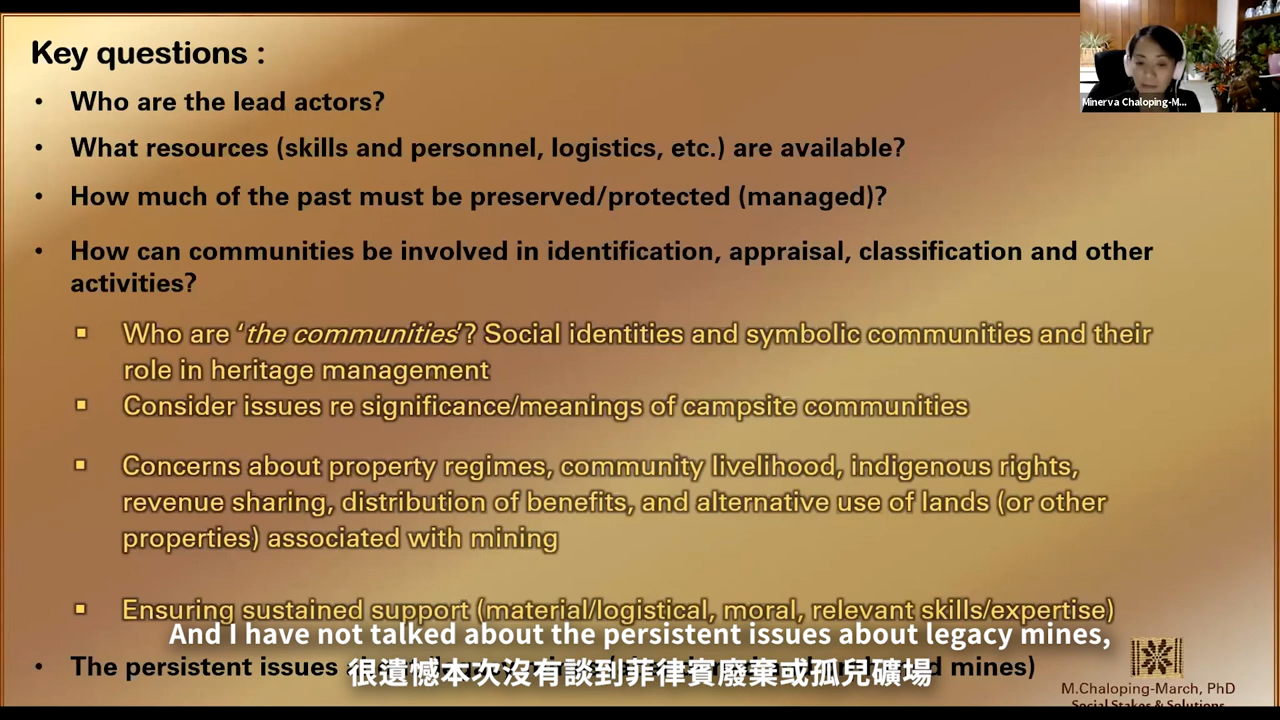 Key questions :
• Who are the lead actors?
• What resources (skills and personnel, logistics, etc.) are available?
• How much of the past must be preserved/protected (managed)?
• How can communities be involved in identification, appraisal, classification and other
activities?
▪ Who are ‘the communities’? Social identities and symbolic communities and their
role in heritage management
▪ Consider issues re significance/meanings of campsite communities
▪ Concerns about property regimes, community livelihood, indigenous rights,
revenue sharing, distribution of benefits, and alternative use of lands (or other
properties) associated with mining
▪ Ensuring sustained support (material/logistical, moral, relevant skills/expertise)
And I have not talked about the persistent issues about legacy mines,
• The persistent issues mines)
很遺憾本次沒有談到菲律賓廢棄或孤兒礦場
Minerva Chaloping-M...
M.Chaloping-March, PhD
Social Stakes & Solutions